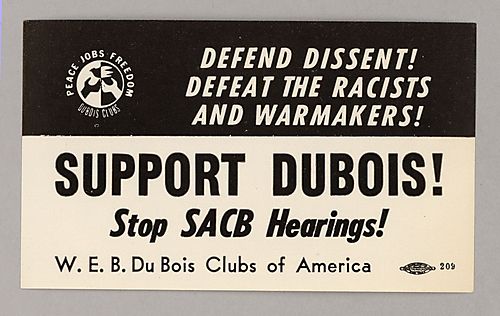 PEACE JOBS FREEDOM
DUBOIS CLUBS
DEFEND DISSENT!
DEFEAT THE RACISTS
AND WARMAKERS!
SUPPORT DUBOIS!
Stop SACB Hearings!
W. E. B. Du Bois Clubs of America
209